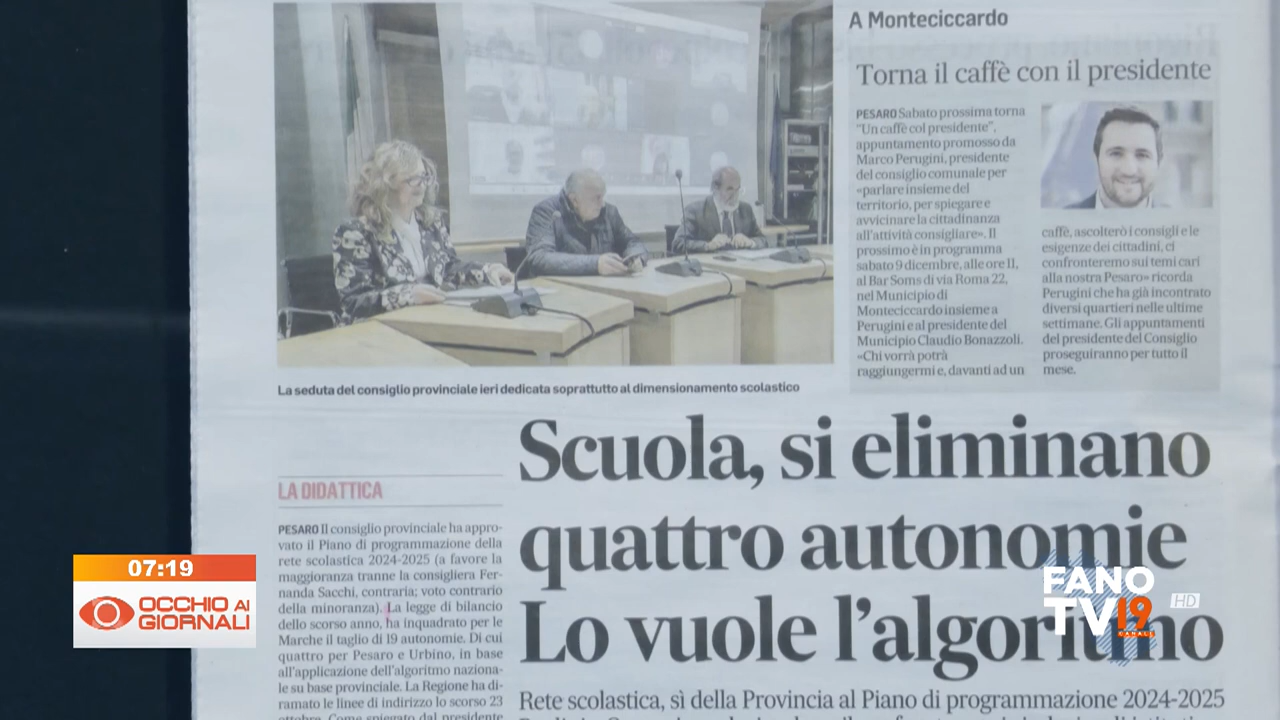 A Monteciccardo
Torna il caffè con il presidente
PESARO Sabato prossima torna
"Un caffè col presidente",
appuntamento promosso da
Marco Perugini, presidente
del consiglio comunale per
«parlare insieme del
territorio, per spiegare e
avvicinare la cittadinanza
all'attività consigliare». Il
prossimo è in programma
sabato 9 dicembre, alle ore 11,
al Bar Soms di via Roma 22,
nel Municipio di
Monteciccardo insieme a
Perugini e al presidente del
Municipio Claudio Bonazzoli.
«Chi vorrà potrà
raggiungermi e, davanti ad un
caffè, ascolterò i consigli e le
esigenze dei cittadini, ci
confronteremo sui temi cari
alla nostra Pesaro» ricorda
Perugini che ha già incontrato
diversi quartieri nelle ultime
settimane. Gli appuntamenti
del presidente del Consiglio
proseguiranno per tutto il
mese.
La seduta del consiglio provinciale ieri dedicata soprattutto al dimensionamento scolastico
Scuola, si eliminano
quattro autonomie
Lo vuole l'algoritmo
Rete scolastica, sì della Provincia al Piano di programmazione 2024-2025
LA DIDATTICA
PESARO Il consiglio provinciale ha appro-
vato il Piano di programmazione della
rete scolastica 2024-2025 (a favore la
maggioranza tranne la consigliera Fer-
nanda Sacchi, contraria; voto contrario
della minoranza). La legge di bilancio
dello scorso anno, ha inquadrato per le
Marche il taglio di 19 autonomie. Di cui
quattro per Pesaro e Urbino, in base
all'applicazione dell'algoritmo naziona-
le su base provinciale. La Regione ha di-
ramato le linee di indirizzo lo scorso 23
ottobre. Come spiegato dal presidente
07:19
OCCHIO AI
GIORNALI
FANO
TV 19
CANALE
HD